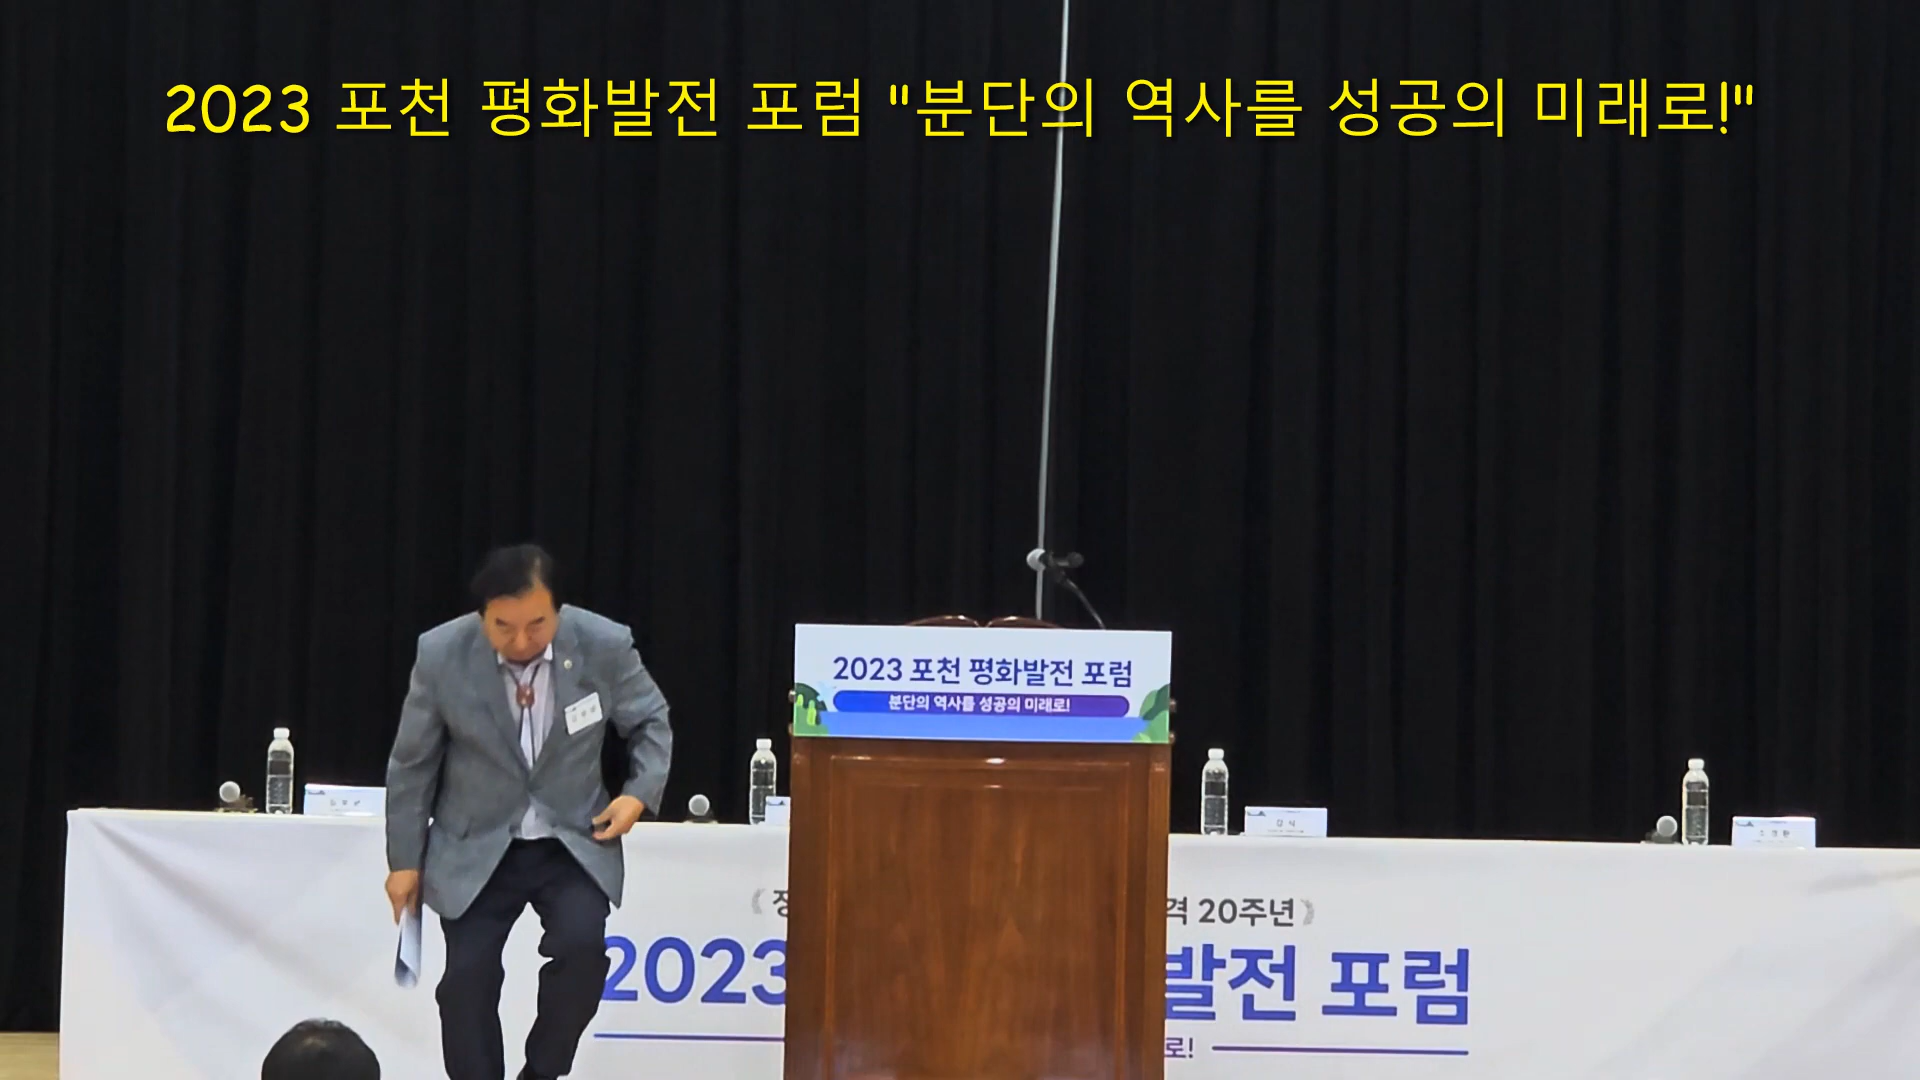 2023 포천 평화발전 포럼 "분단의 역사를 성공의 미래로!"
2023 포천 평화발전 포럼
분단의 역사를 성공의 미래로!
격 20주년
2023 발전 포럼
로!